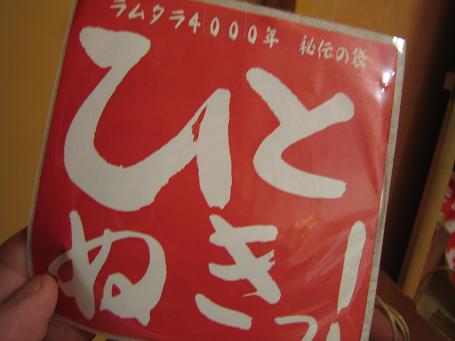 ラムタラ4000年 秘伝の袋
ひと
ぬきっ!